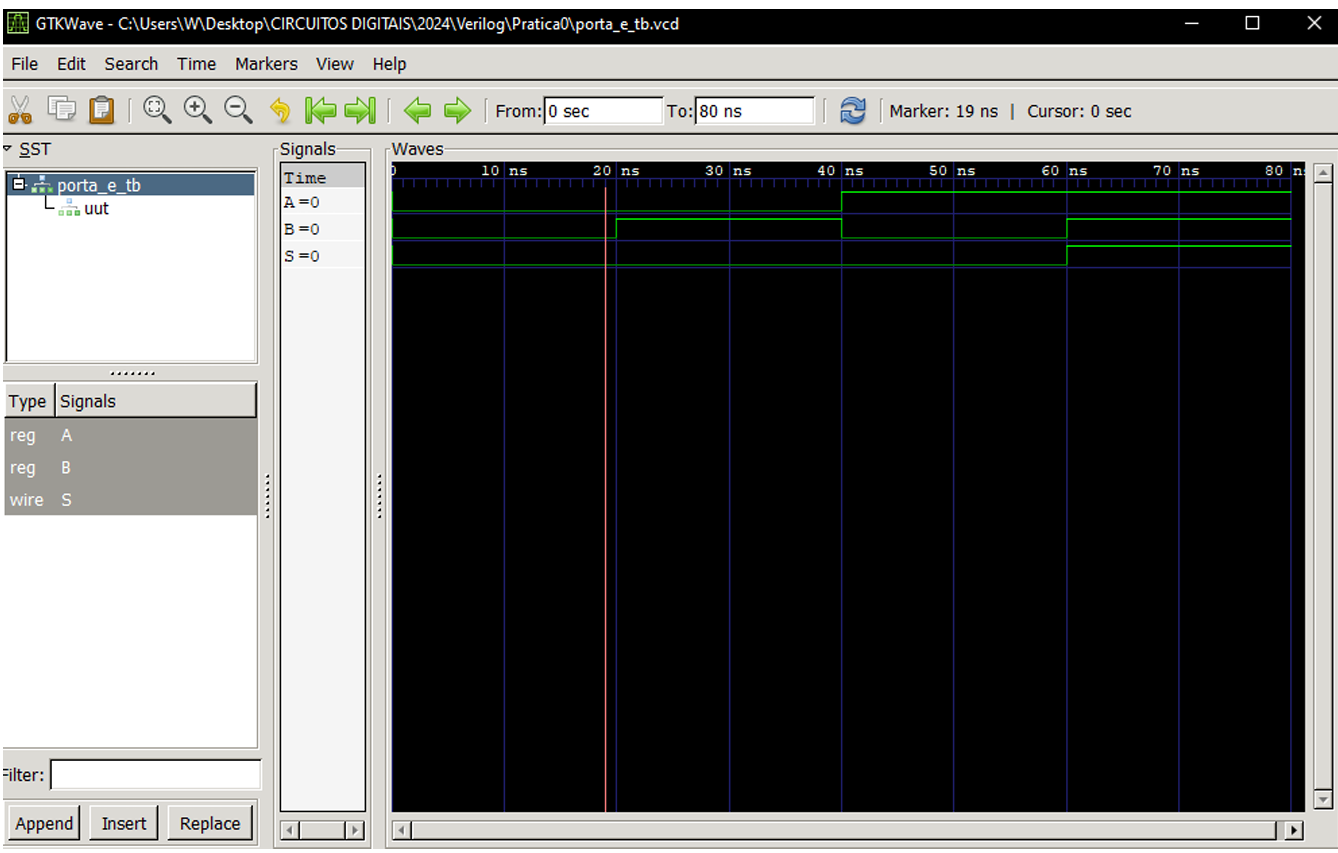 GTKWave - C:\Users\W\Desktop\CIRCUITOS DIGITAIS\2024\Verilog\Pratica0\porta_e_tb.vcd
File Edit Search Time Markers View Help
From: 0 sec To: 80 ns Marker: 19 ns | Cursor: 0 sec
SST
porta_e_tb
uut
Type Signals
reg A
reg B
wire S
Filter:
Append Insert Replace
Signals
Time
A =0
B =0
S =0
Waves
0 10 ns 20 ns 30 ns 40 ns 50 ns 60 ns 70 ns 80 n